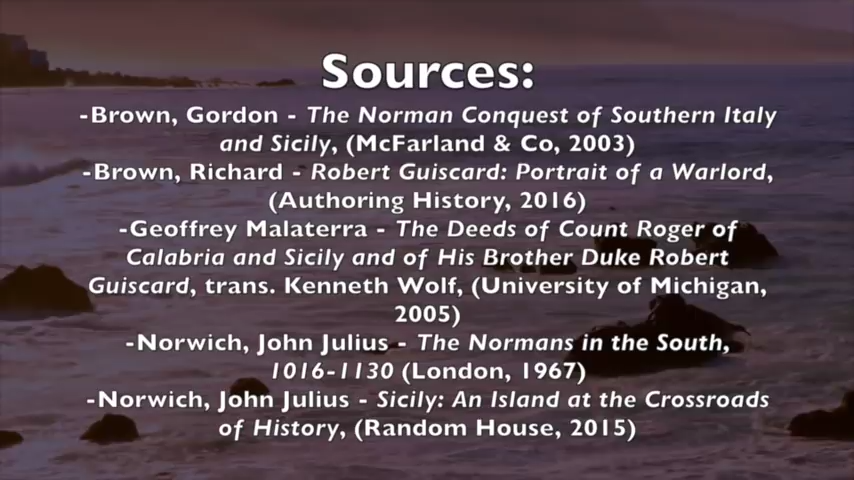 Sources:
-Brown, Gordon - The Norman Conquest of Southern Italy
and Sicily, (McFarland & Co, 2003)
-Brown, Richard - Robert Guiscard: Portrait of a Warlord,
(Authoring History, 2016)
-Geoffrey Malaterra - The Deeds of Count Roger of
Calabria and Sicily and of His Brother Duke Robert
Guiscard, trans. Kenneth Wolf, (University of Michigan,
2005)
-Norwich, John Julius - The Normans in the South,
1016-1130 (London, 1967)
-Norwich, John Julius - Sicily: An Island at the Crossroads
of History, (Random House, 2015)